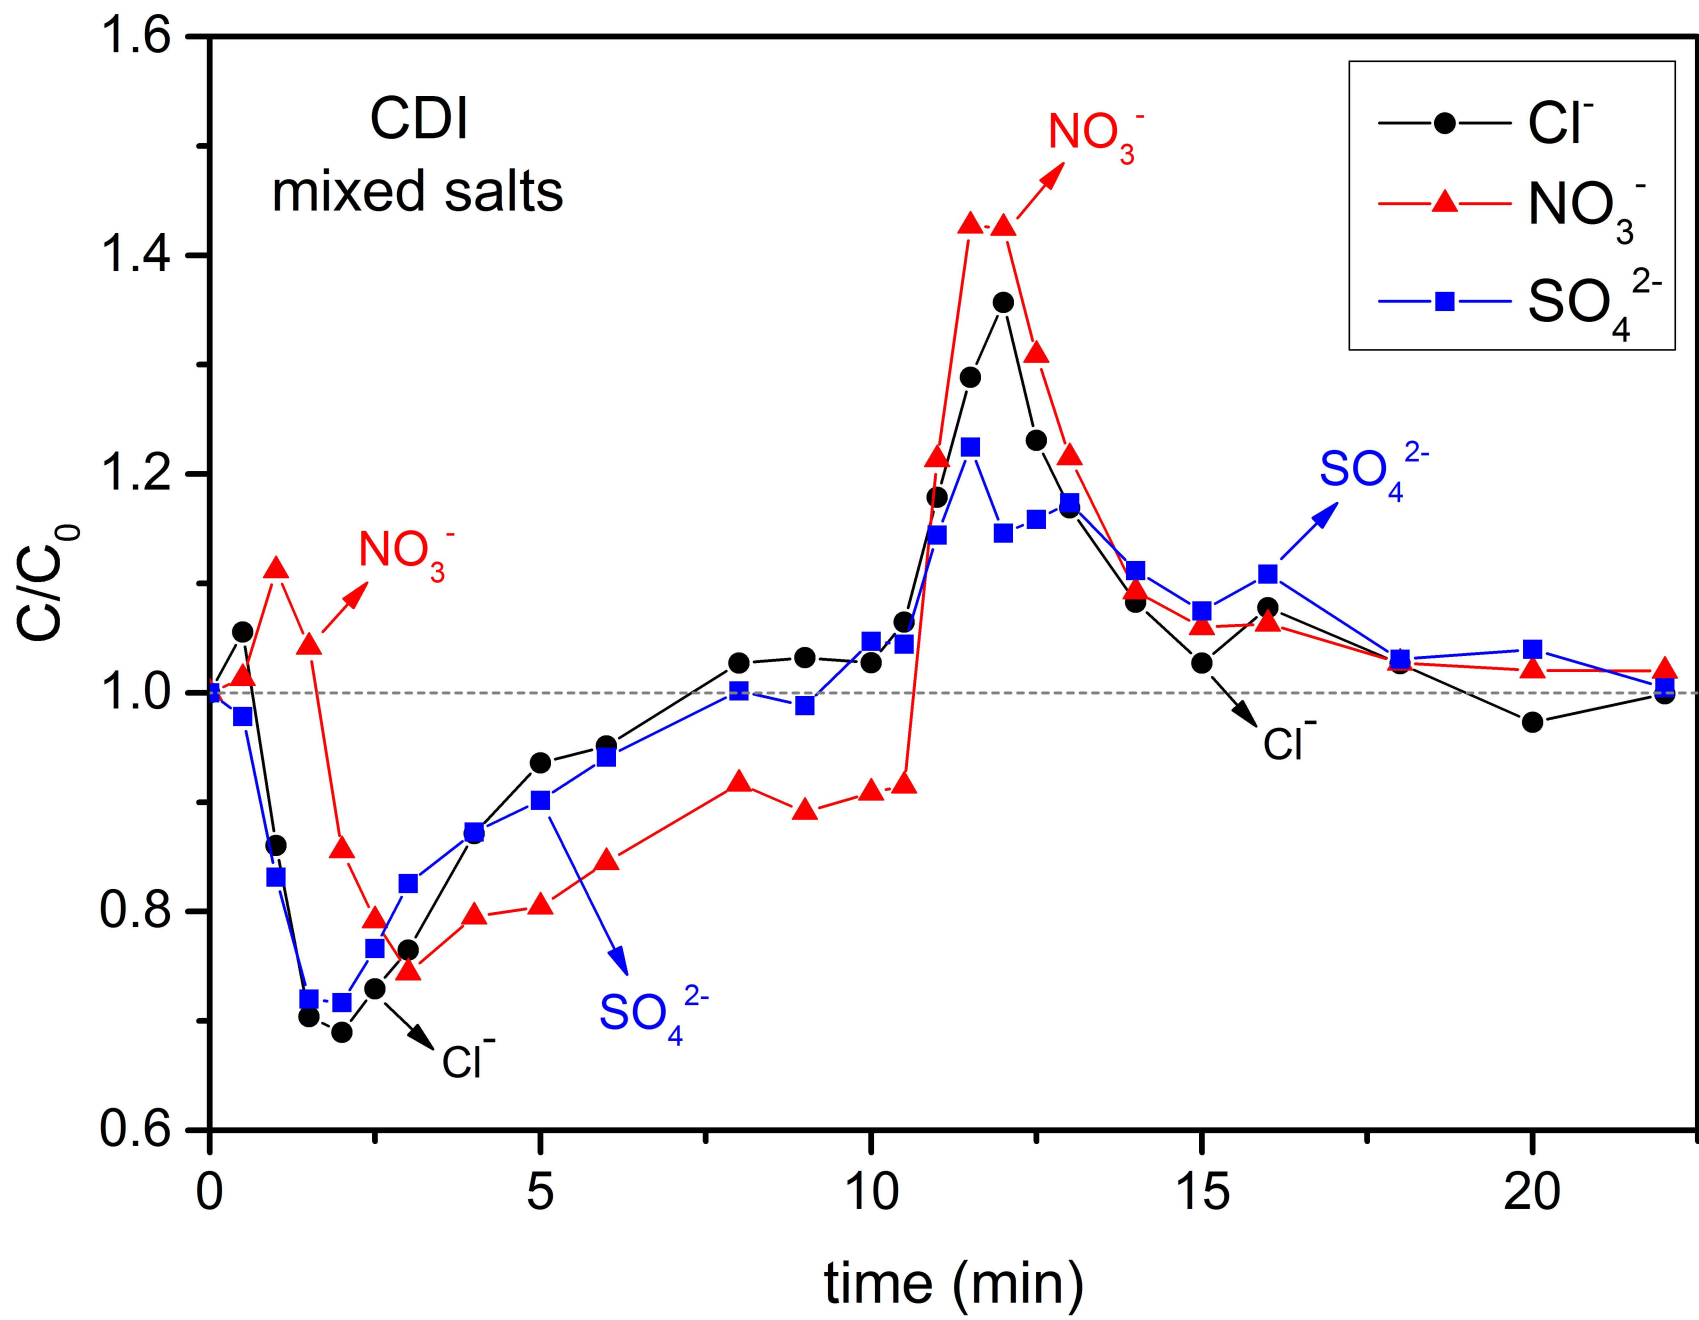 1.6
1.4
1.2
1.0
0.8
0.6
C/C₀
CDI
mixed salts
NO₃⁻
Cl⁻
NO₃⁻
SO₄²⁻
NO₃⁻
SO₄²⁻
SO₄²⁻
Cl⁻
Cl⁻
0 5 10 15 20
time (min)